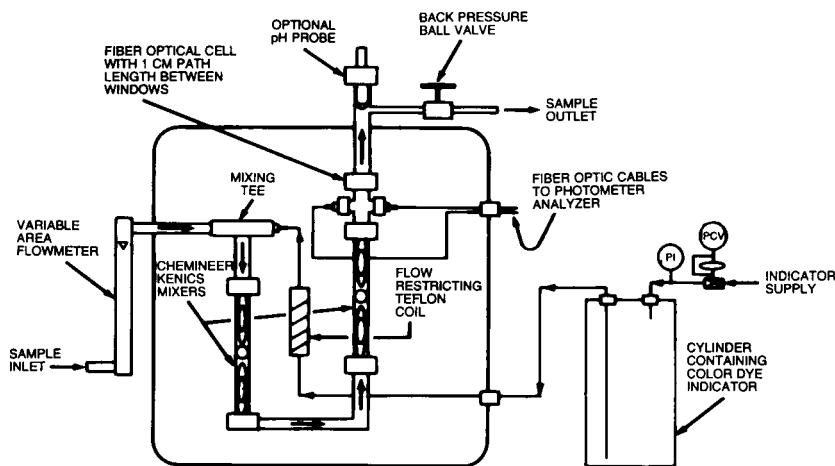 OPTIONAL
pH PROBE
BACK PRESSURE
BALL VALVE
FIBER OPTICAL CELL
WITH 1 CM PATH
LENGTH BETWEEN
WINDOWS
SAMPLE
OUTLET
MIXING
TEE
FIBER OPTIC CABLES
TO PHOTOMETER
ANALYZER
VARIABLE
AREA
FLOWMETER
CHEMINEER
KENICS
MIXERS
FLOW
RESTRICTING
TEFLON
COIL
PI
PCV
INDICATOR
SUPPLY
SAMPLE
INLET
CYLINDER
CONTAINING
COLOR DYE
INDICATOR